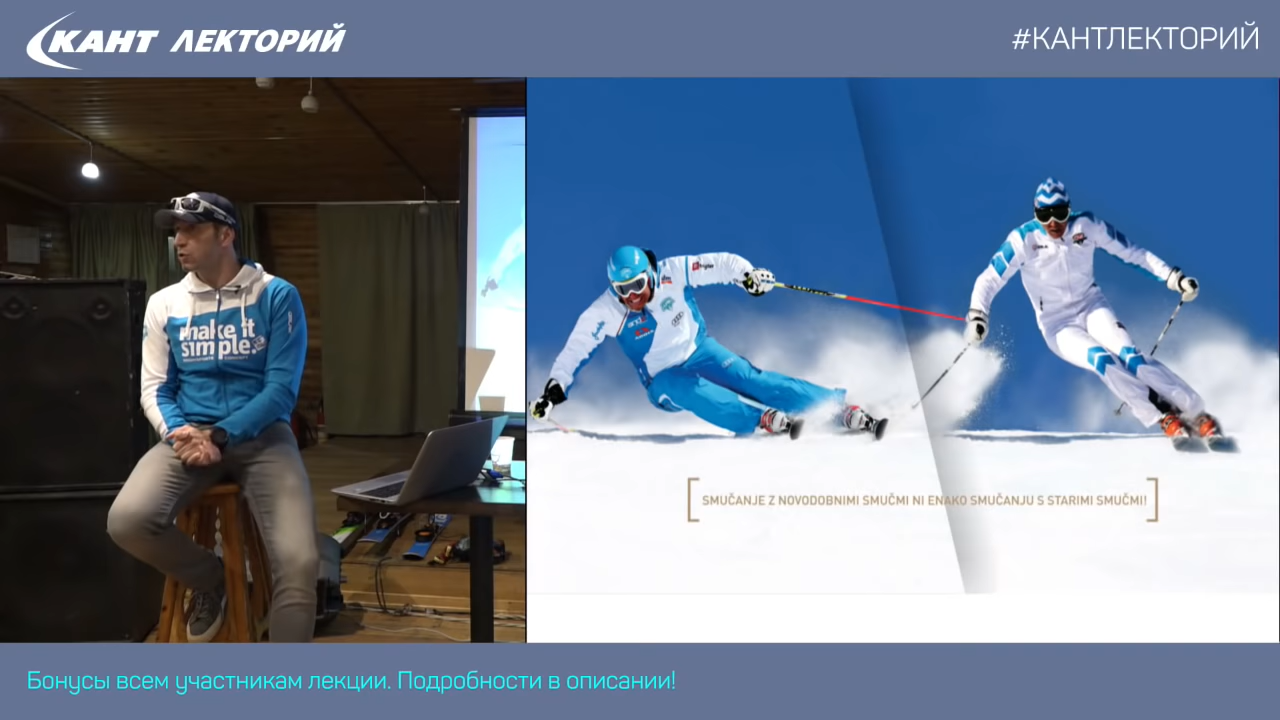 КАНТ ЛЕКТОРИЙ
#КАНТЛЕКТОРИЙ
make it
simple.
[SMUČANJE Z NOVODOBNIMI SMUČMI NI ENAKO SMUČANJU S STARIMI SMUČMI!]
Бонусы всем участникам лекции. Подробности в описании!